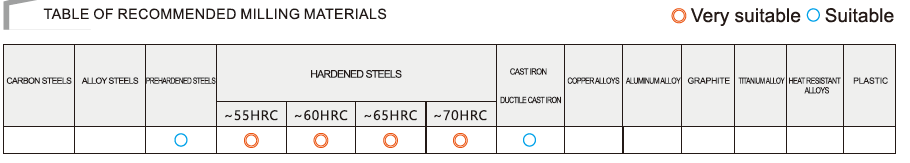 TABLE OF RECOMMENDED MILLING MATERIALS
Very suitable Suitable
CARBON STEELS
ALLOY STEELS
PREHARDENED STEELS
HARDENED STEELS
~55HRC ~60HRC ~65HRC ~70HRC
CAST IRON
DUCTILE CAST IRON
COPPER ALLOYS
ALUMINUM ALLOY
GRAPHITE
TITANIUM ALLOY
HEAT RESISTANT
ALLOYS
PLASTIC